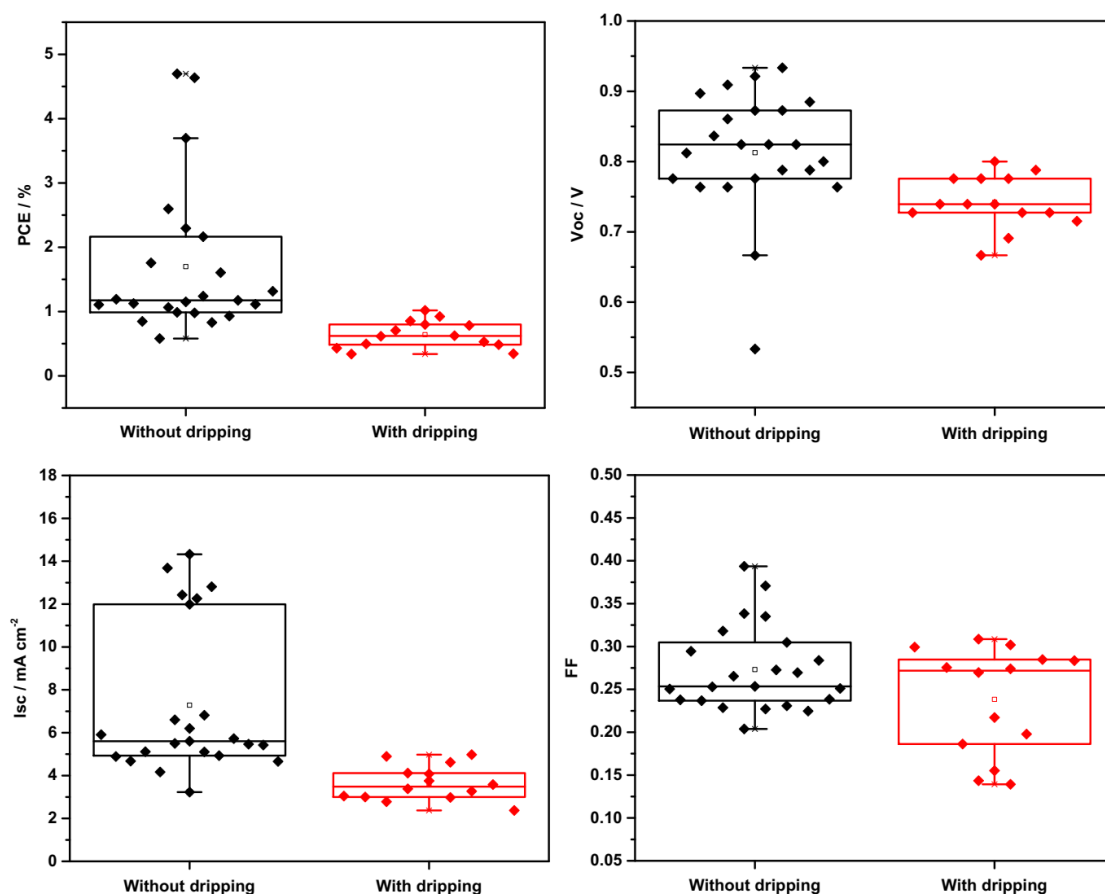 PCE / %
5
4
3
2
1
0
Without dripping
With dripping
Voc / V
1.0
0.9
0.8
0.7
0.6
0.5
Without dripping
With dripping
Isc / mA cm⁻²
18
16
14
12
10
8
6
4
2
0
Without dripping
With dripping
FF
0.50
0.45
0.40
0.35
0.30
0.25
0.20
0.15
0.10
0.05
Without dripping
With dripping